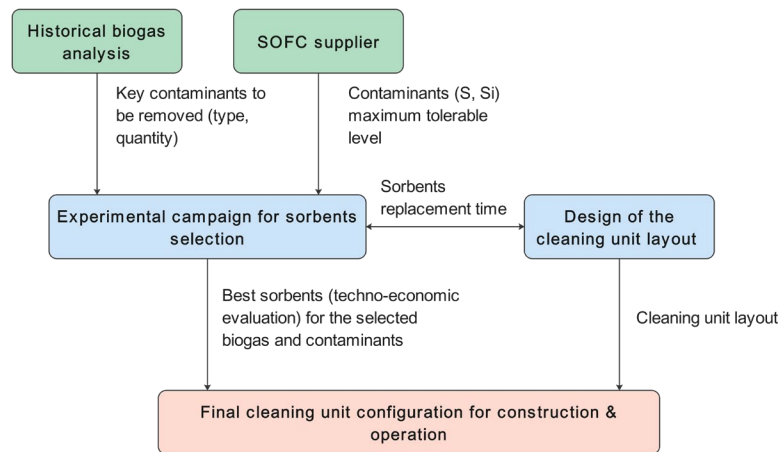 Historical biogas
analysis
SOFC supplier
Key contaminants to
be removed (type,
quantity)
Contaminants (S, Si)
maximum tolerable
level
Experimental campaign for sorbents
selection
Sorbents
replacement time
Design of the
cleaning unit layout
Best sorbents (techno-economic
evaluation) for the selected
biogas and contaminants
Cleaning unit layout
Final cleaning unit configuration for construction &
operation